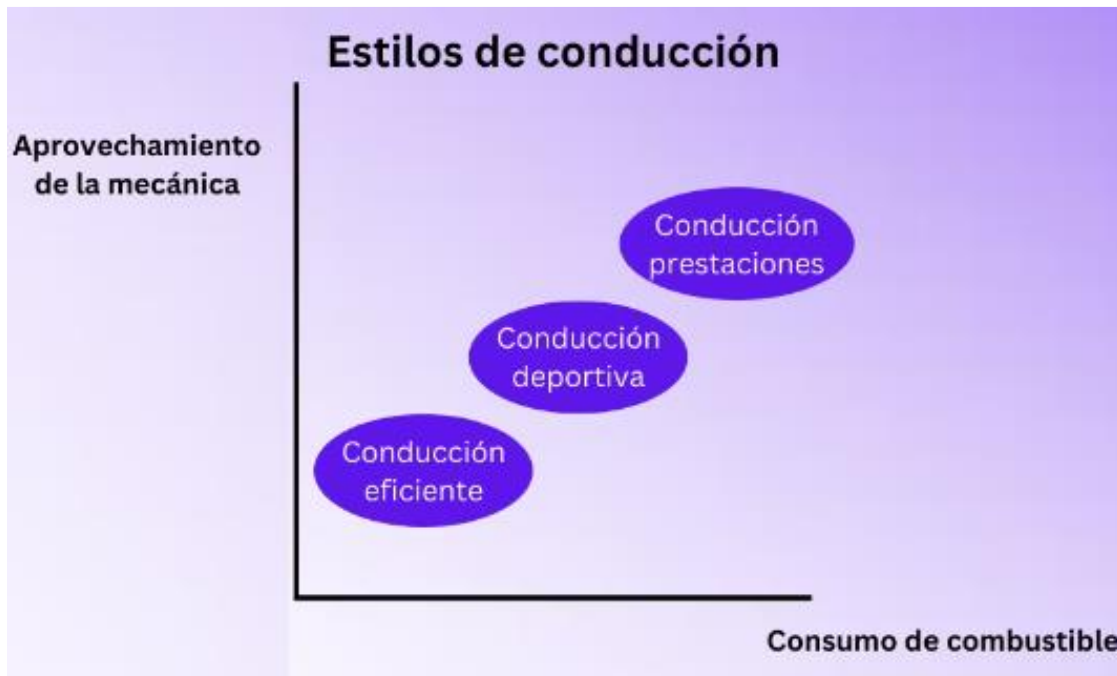 Estilos de conducción
Aprovechamiento
de la mecánica
Conducción
prestaciones
Conducción
deportiva
Conducción
eficiente
Consumo de combustible